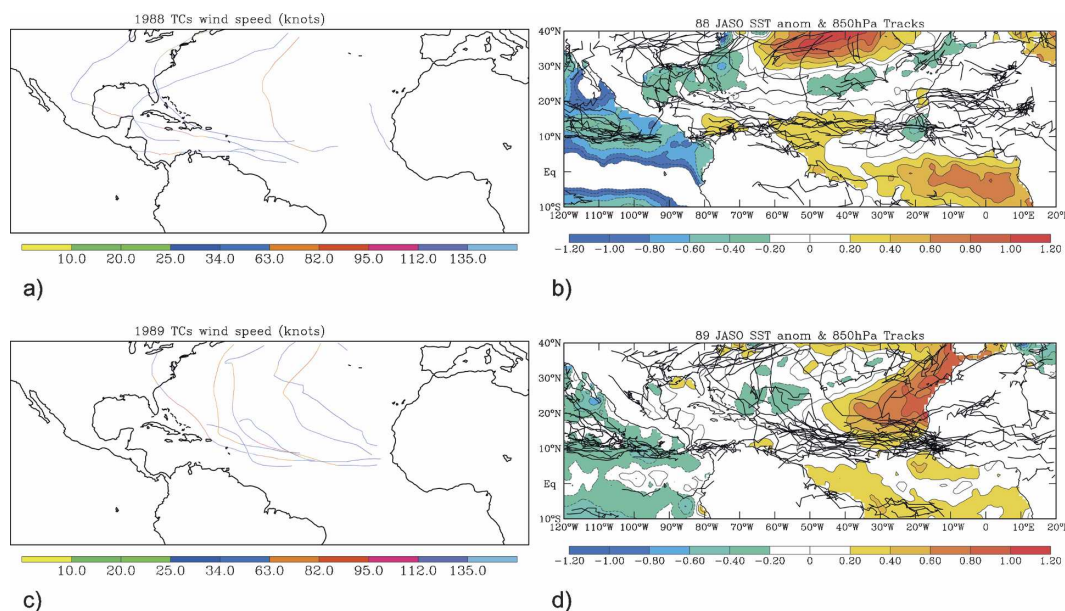 1988 TCs wind speed (knots)
10.0 20.0 25.0 34.0 63.0 82.0 95.0 112.0 135.0
a)
88 JASO SST anom & 850hPa Tracks
40°N
30°N
20°N
10°N
Eq
10°S
120°W 110°W 100°W 90°W 80°W 70°W 60°W 50°W 40°W 30°W 20°W 10°W 0 10°E 20°E
-1.20 -1.00 -0.80 -0.60 -0.40 -0.20 0 0.20 0.60 0.80 1.00 1.20
b)
1989 TCs wind speed (knots)
10.0 20.0 25.0 34.0 63.0 82.0 95.0 112.0 135.0
c)
89 JASO SST anom & 850hPa Tracks
40°N
30°N
20°N
10°N
Eq
10°S
120°W 110°W 100°W 90°W 80°W 70°W 60°W 50°W 40°W 30°W 20°W 10°W 0 10°E 20°E
-1.20 -1.00 -0.80 -0.60 -0.40 -0.20 0 0.20 0.40 0.60 0.80 1.00 1.20
d)